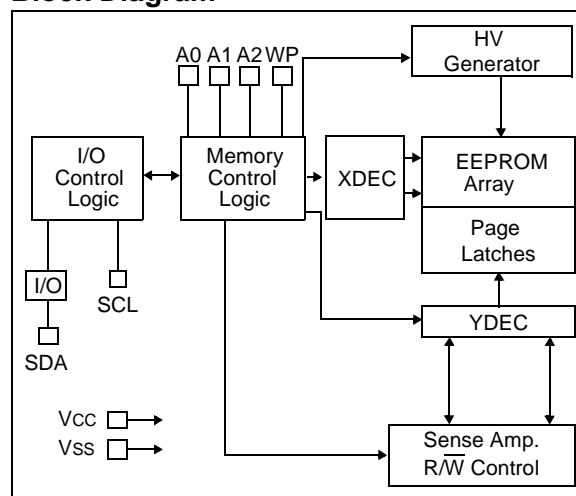 Block Diagram
A0 A1 A2 WP
HV
Generator
I/O
Control
Logic
Memory
Control
Logic
XDEC
EEPROM
Array
Page
Latches
I/O
SCL
SDA
YDEC
VCC
VSS
Sense Amp.
R/W̅ Control